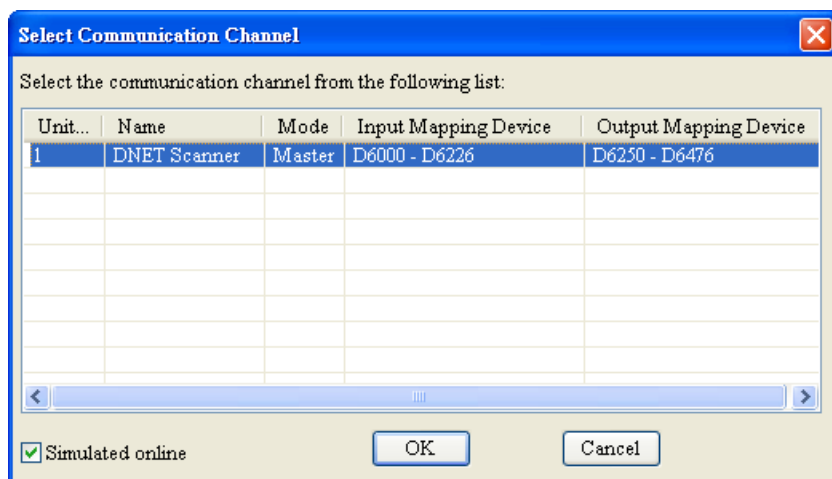 Select Communication Channel
Select the communication channel from the following list:
Unit... Name Mode Input Mapping Device Output Mapping Device
1 DNET Scanner Master D6000 - D6226 D6250 - D6476
Simulated online OK Cancel